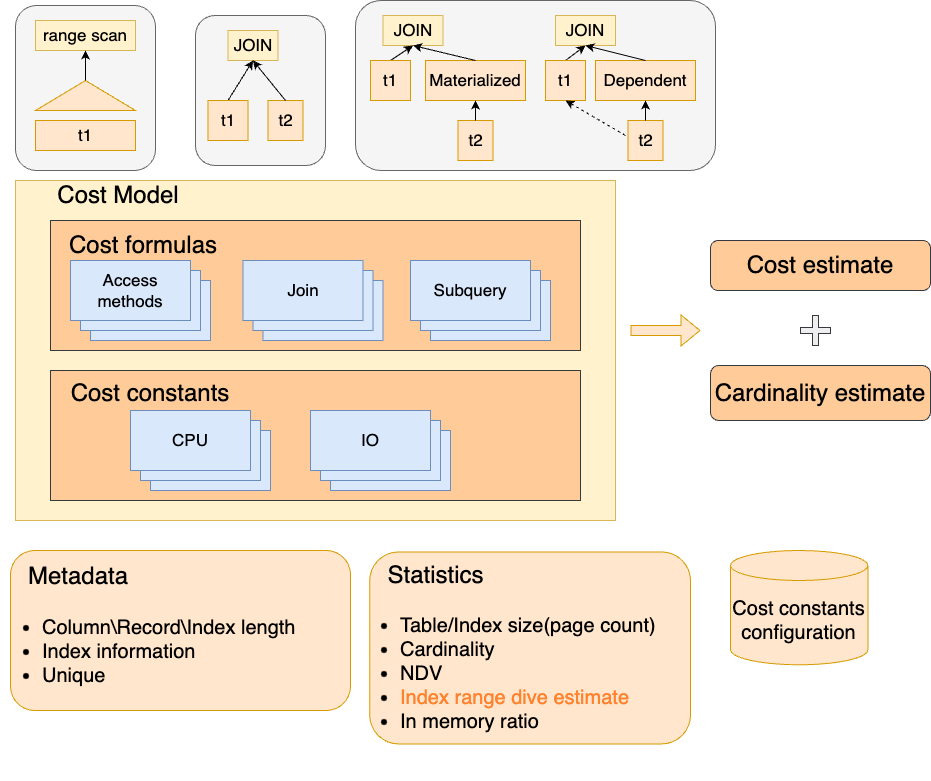 range scan
t1
JOIN
t1
t2
JOIN
t1
Materialized
t2
JOIN
t1
Dependent
t2
Cost Model
Cost formulas
Access
methods
Join
Subquery
Cost constants
CPU
IO
Cost estimate
Cardinality estimate
Metadata
• Column\Record\Index length
• Index information
• Unique
Statistics
• Table/Index size(page count)
• Cardinality
• NDV
• Index range dive estimate
• In memory ratio
Cost constants
configuration